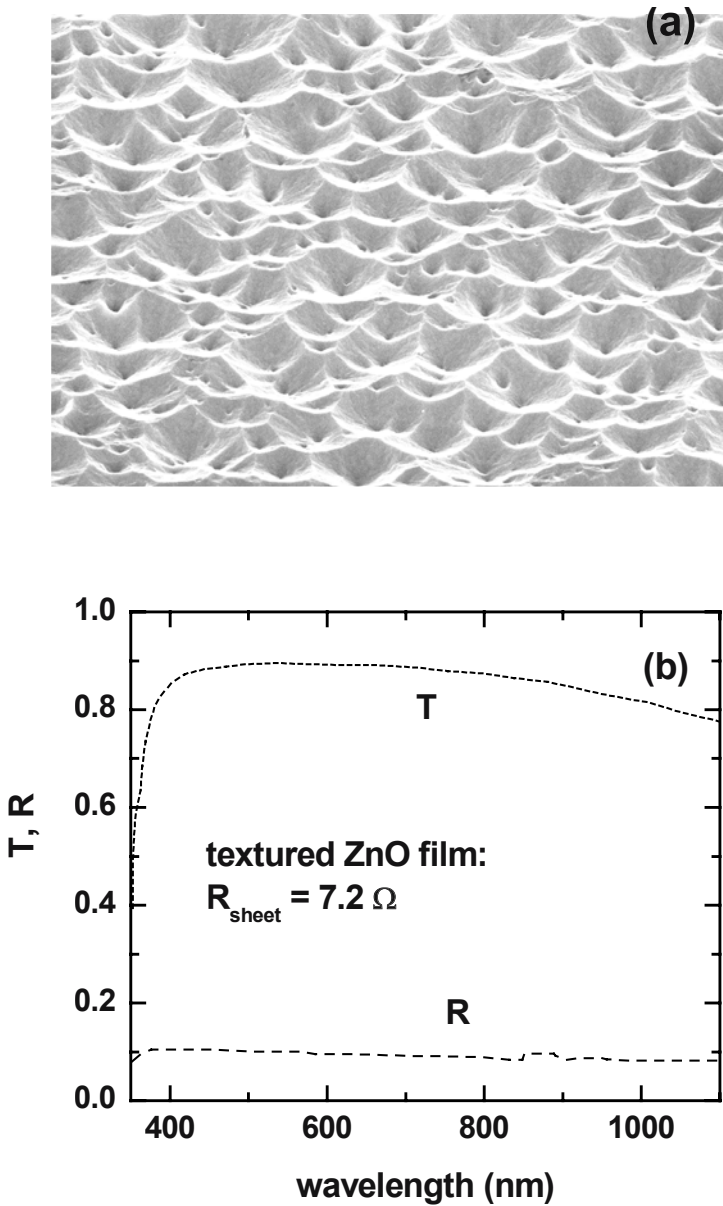 (a)
1.0
(b)
0.8
T
T, R
0.6
textured ZnO film:
R_sheet = 7.2 Ω
0.4
0.2
R
0.0
400 600 800 1000
wavelength (nm)